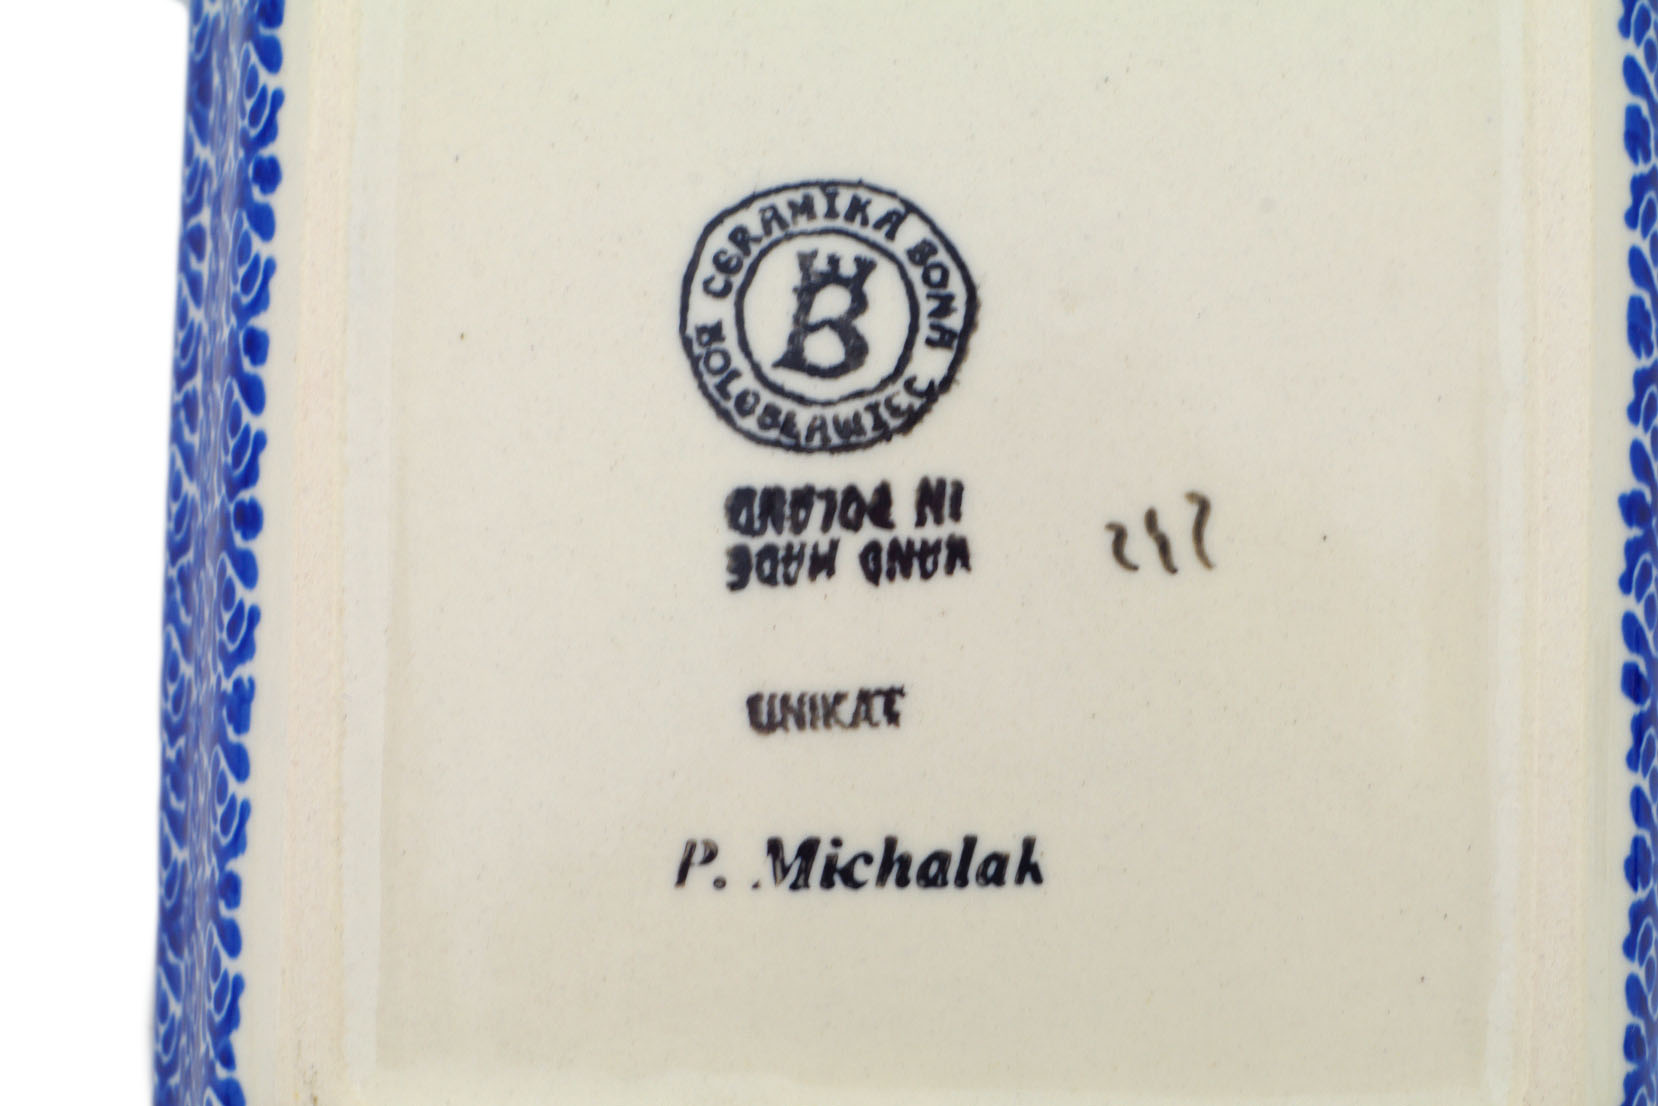 CERAMIKA BONA
BOLESŁAWIEC
B
HAND MADE
IN POLAND
UNIKAT
P. Michalak